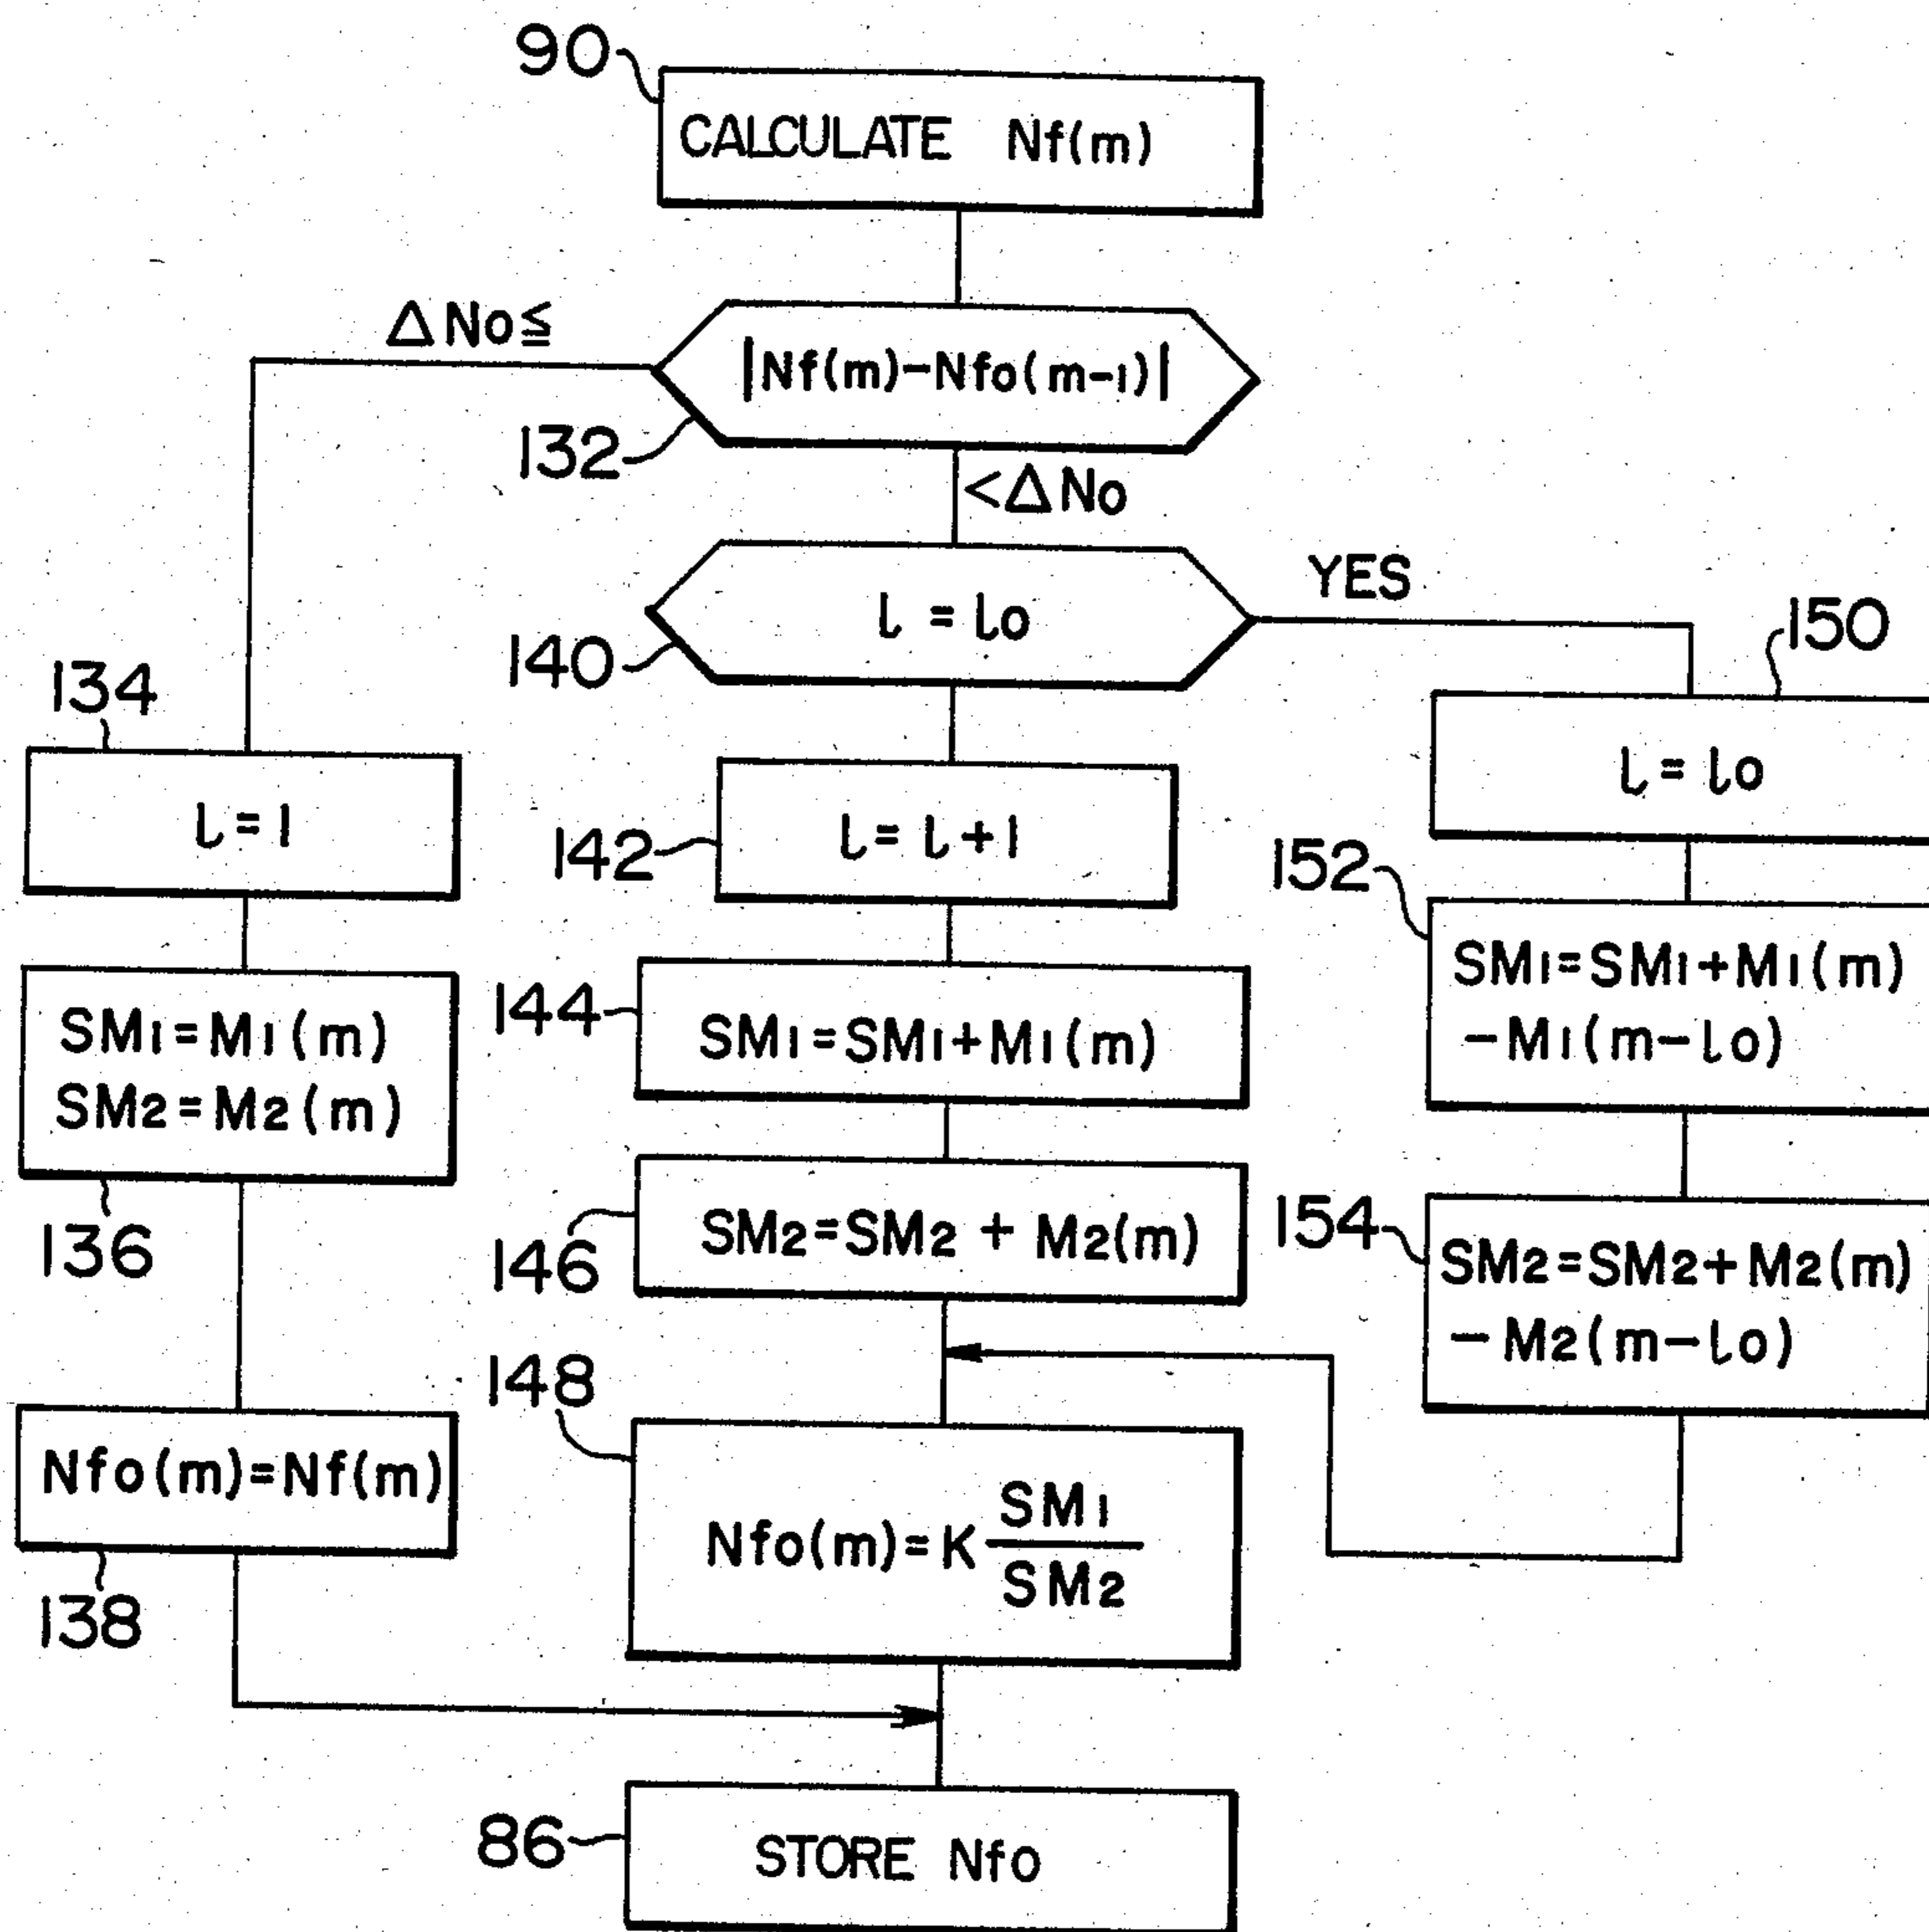 90
CALCULATE Nf(m)
ΔNo≦
|Nf(m)-Nfo(m-1)|
132
<ΔNo
l = lo
YES
140
150
134
l=1
l=l+1
142
l=lo
152
SM1=M1(m)
SM2=M2(m)
136
144
SM1=SM1+M1(m)
SM1=SM1+M1(m)
-M1(m-lo)
146
SM2=SM2+M2(m)
154
SM2=SM2+M2(m)
-M2(m-lo)
148
Nfo(m)=Nf(m)
138
Nfo(m)=K SM1
SM2
86
STORE Nfo